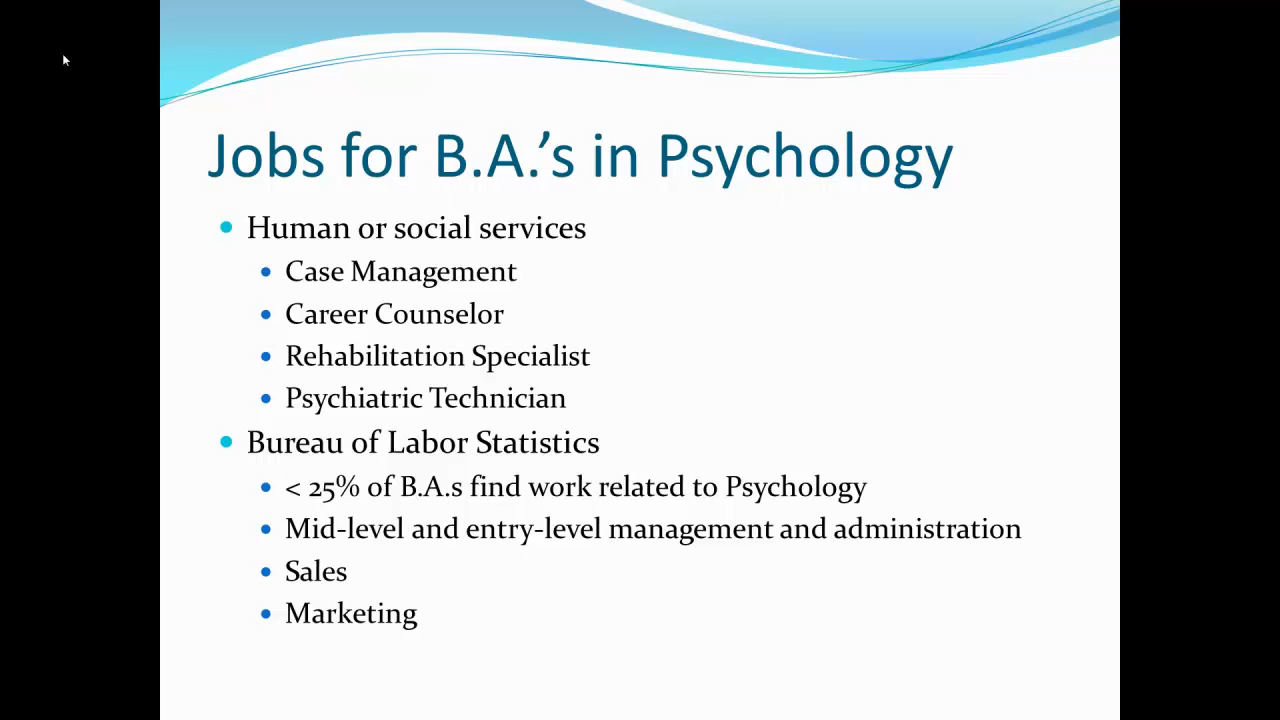 Jobs for B.A.’s in Psychology
Human or social services
Case Management
Career Counselor
Rehabilitation Specialist
Psychiatric Technician
Bureau of Labor Statistics
< 25% of B.A.s find work related to Psychology
Mid-level and entry-level management and administration
Sales
Marketing